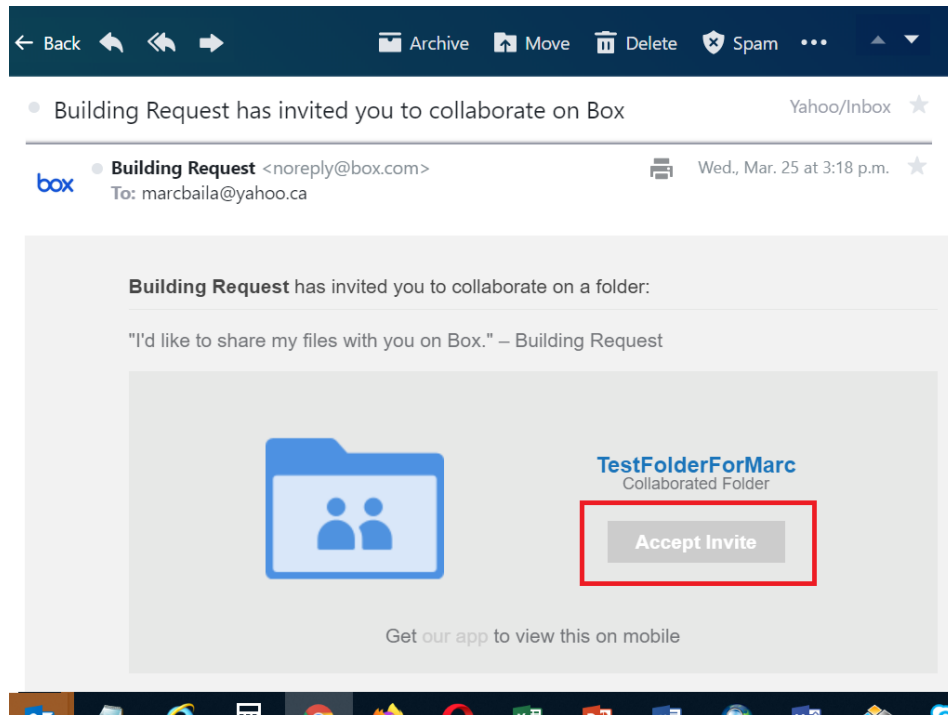 ← Back Archive Move Delete Spam •••
Building Request has invited you to collaborate on Box Yahoo/Inbox
box Building Request <noreply@box.com> Wed., Mar. 25 at 3:18 p.m.
To: marcbaila@yahoo.ca
Building Request has invited you to collaborate on a folder:
"I'd like to share my files with you on Box." – Building Request
TestFolderForMarc
Collaborated Folder
Accept Invite
Get our app to view this on mobile